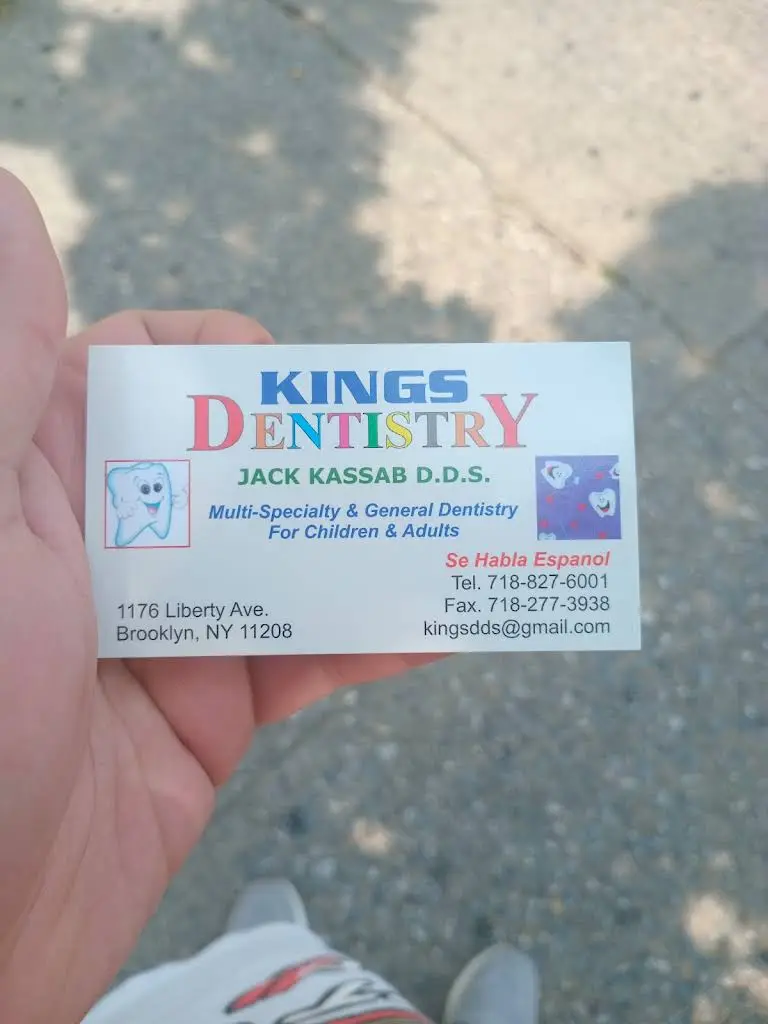 KINGS
DENTISTRY
JACK KASSAB D.D.S.
Multi-Specialty & General Dentistry
For Children & Adults
Se Habla Espanol
Tel. 718-827-6001
Fax. 718-277-3938
kingsdds@gmail.com
1176 Liberty Ave.
Brooklyn, NY 11208